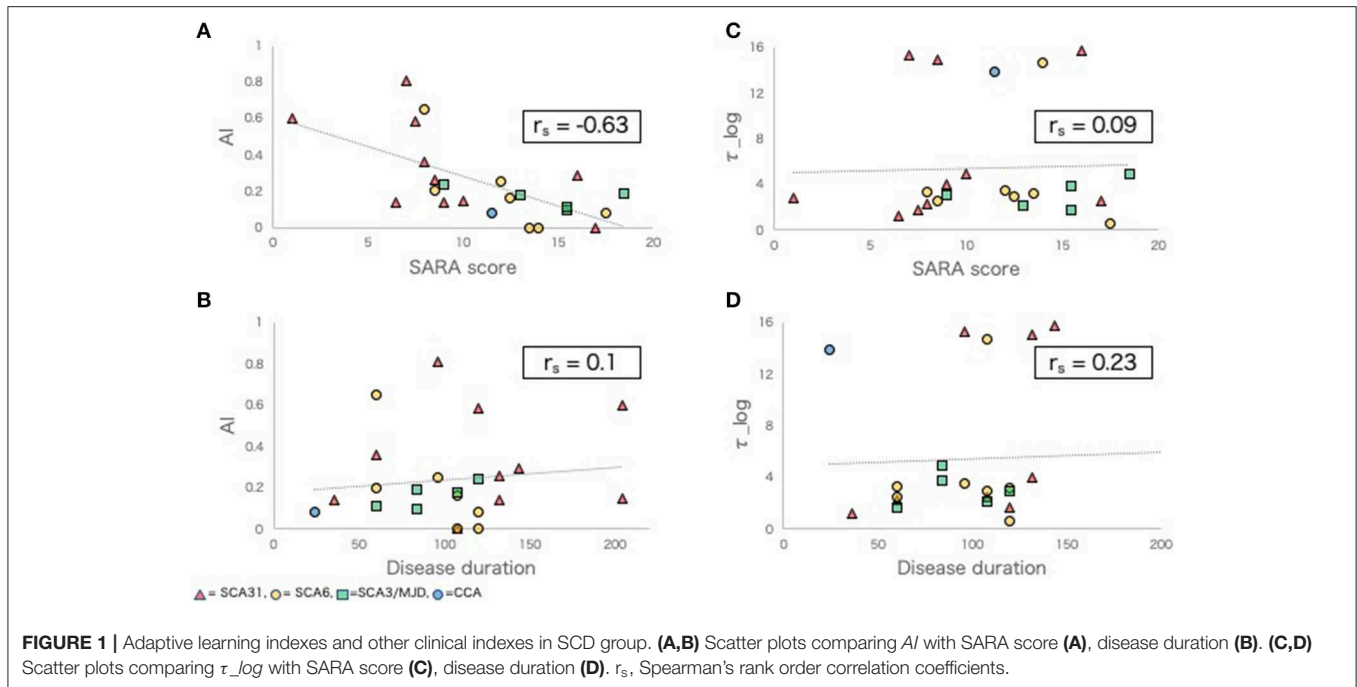 A
1
0.8
0.6
0.4
0.2
0
AI
rs = -0.63
0 5 10 15 20
SARA score
C
16
12
8
4
0
τ_log
rs = 0.09
0 5 10 15 20
SARA score
B
1
0.8
0.6
0.4
0.2
0
AI
rs = 0.1
0 50 100 150 200
Disease duration
D
16
12
8
4
0
τ_log
rs = 0.23
0 50 100 150 200
Disease duration
= SCA31, = SCA6, =SCA3/MJD, =CCA
FIGURE 1 | Adaptive learning indexes and other clinical indexes in SCD group. (A,B) Scatter plots comparing AI with SARA score (A), disease duration (B). (C,D)
Scatter plots comparing τ_log with SARA score (C), disease duration (D). rs, Spearman's rank order correlation coefficients.